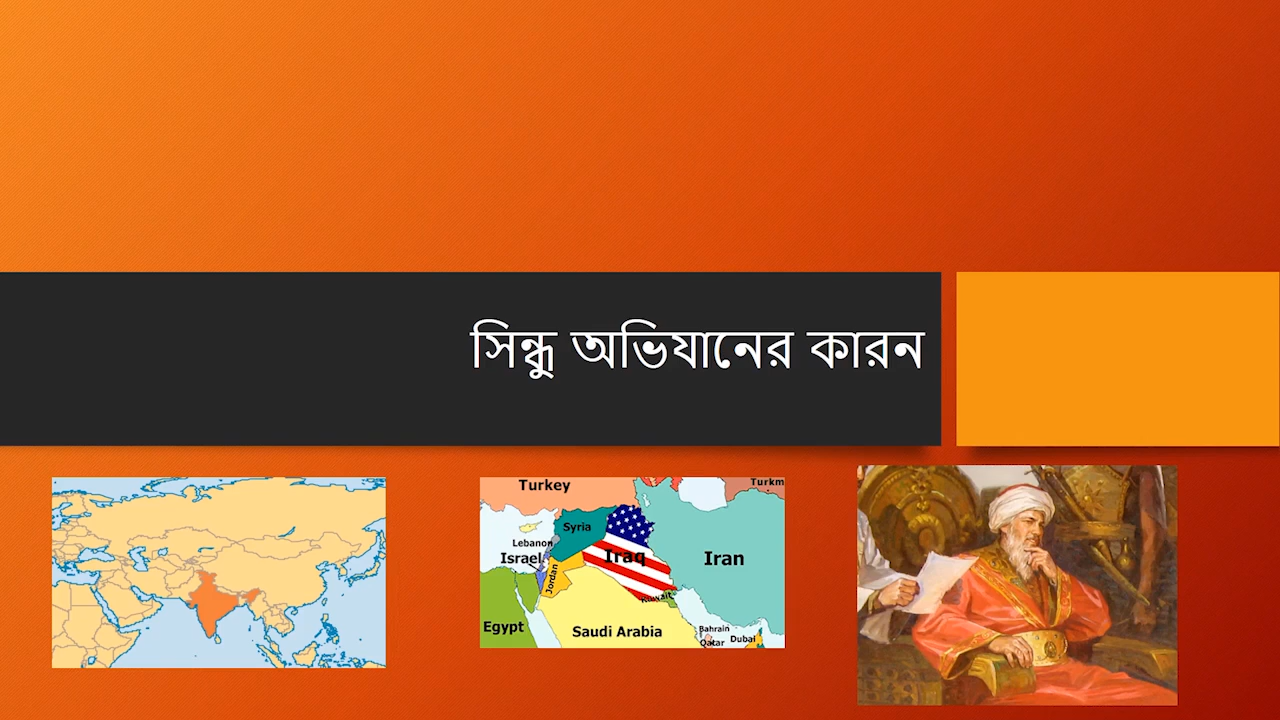 সিন্ধু অভিযানের কারন
Turkey
Turkm
Syria
Lebanon
Israel
Iraq
Iran
Jordan
Kuwait
Egypt
Saudi Arabia
Bahrain
Qatar
Dubai